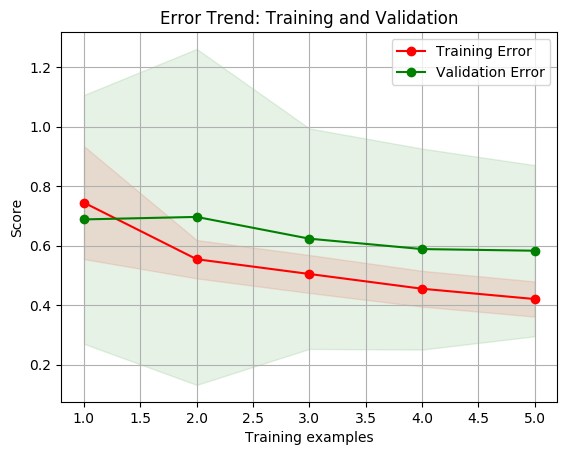 Error Trend: Training and Validation
Training Error
Validation Error
1.2
1.0
0.8
0.6
0.4
0.2
Score
1.0 1.5 2.0 2.5 3.0 3.5 4.0 4.5 5.0
Training examples